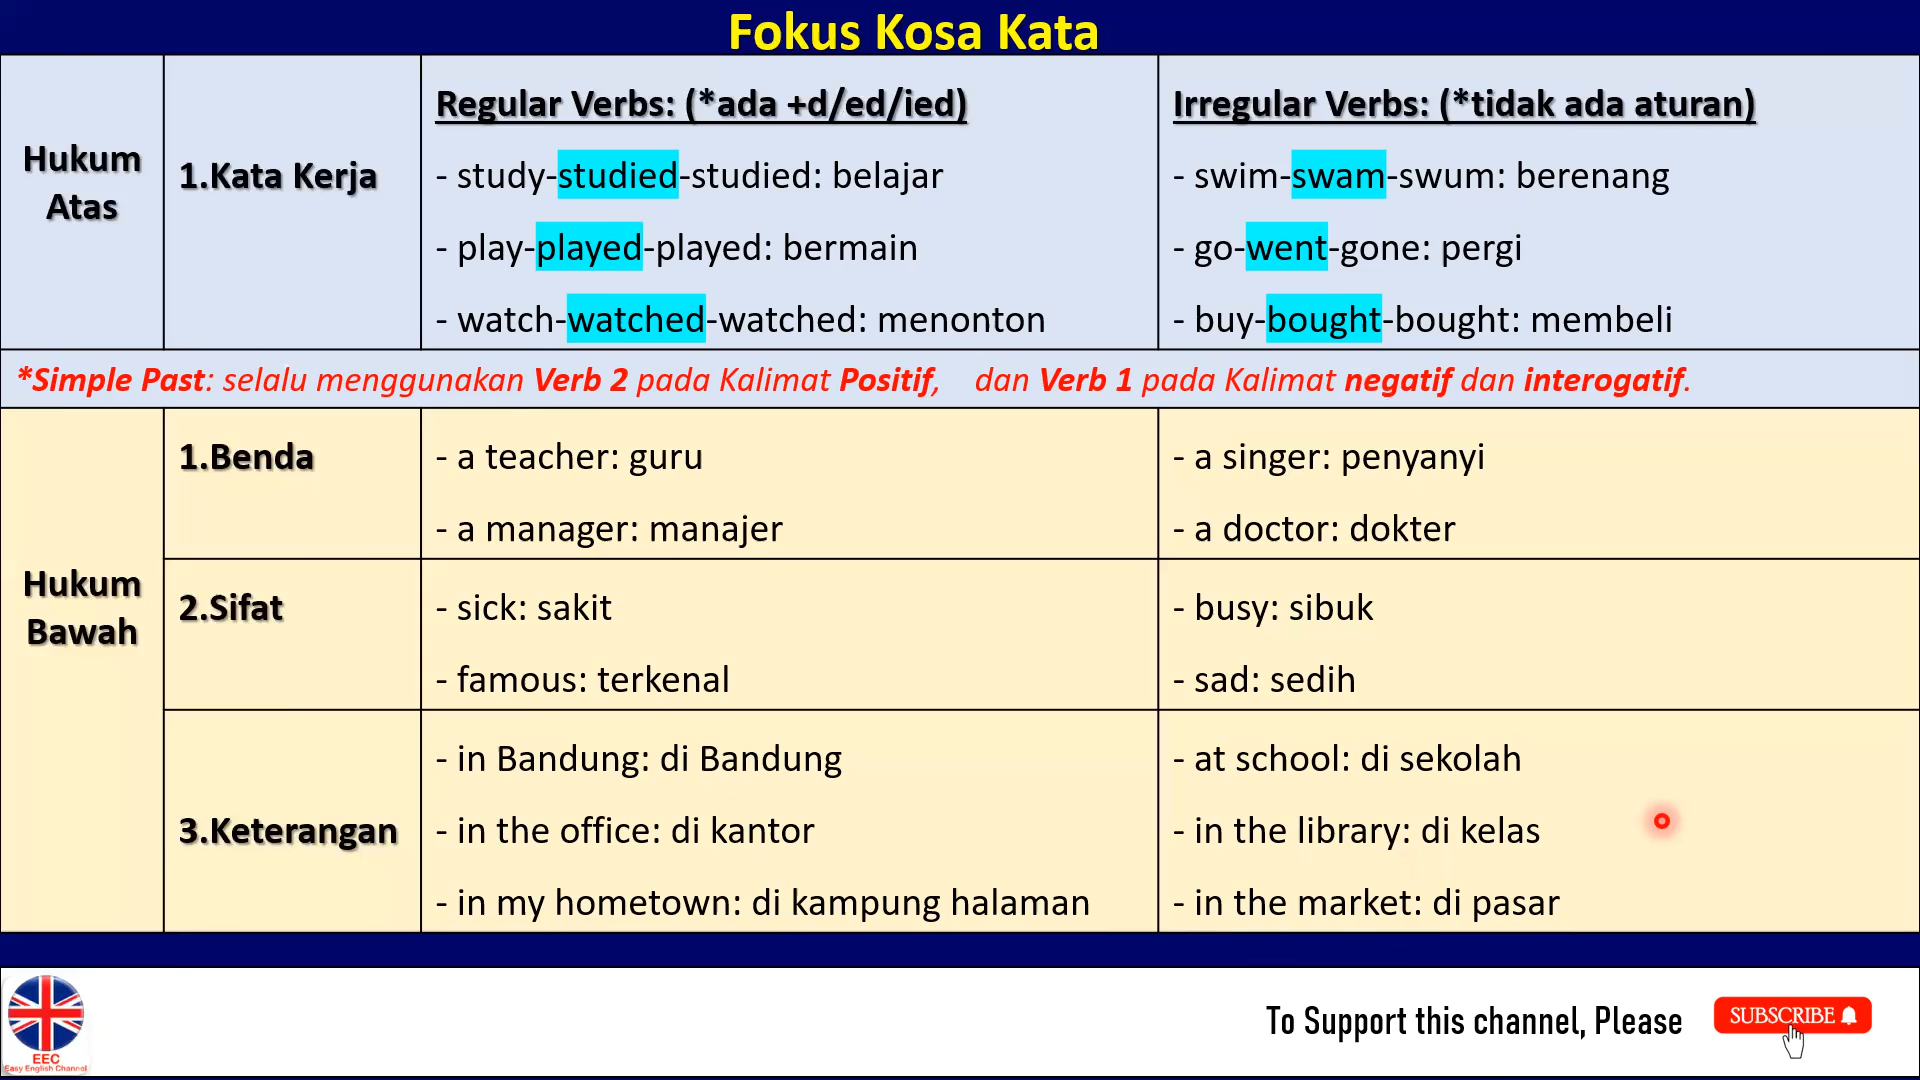 Fokus Kosa Kata
Hukum
Atas
1.Kata Kerja
Regular Verbs: (*ada +d/ed/ied)
- study-studied-studied: belajar
- play-played-played: bermain
- watch-watched-watched: menonton
Irregular Verbs: (*tidak ada aturan)
- swim-swam-swum: berenang
- go-went-gone: pergi
- buy-bought-bought: membeli
*Simple Past: selalu menggunakan Verb 2 pada Kalimat Positif, dan Verb 1 pada Kalimat negatif dan interogatif.
Hukum
Bawah
1.Benda
- a teacher: guru
- a manager: manajer
- a singer: penyanyi
- a doctor: dokter
2.Sifat
- sick: sakit
- famous: terkenal
- busy: sibuk
- sad: sedih
3.Keterangan
- in Bandung: di Bandung
- in the office: di kantor
- in my hometown: di kampung halaman
- at school: di sekolah
- in the library: di kelas
- in the market: di pasar
EEC
Easy English Channel
To Support this channel, Please
SUBSCRIBE